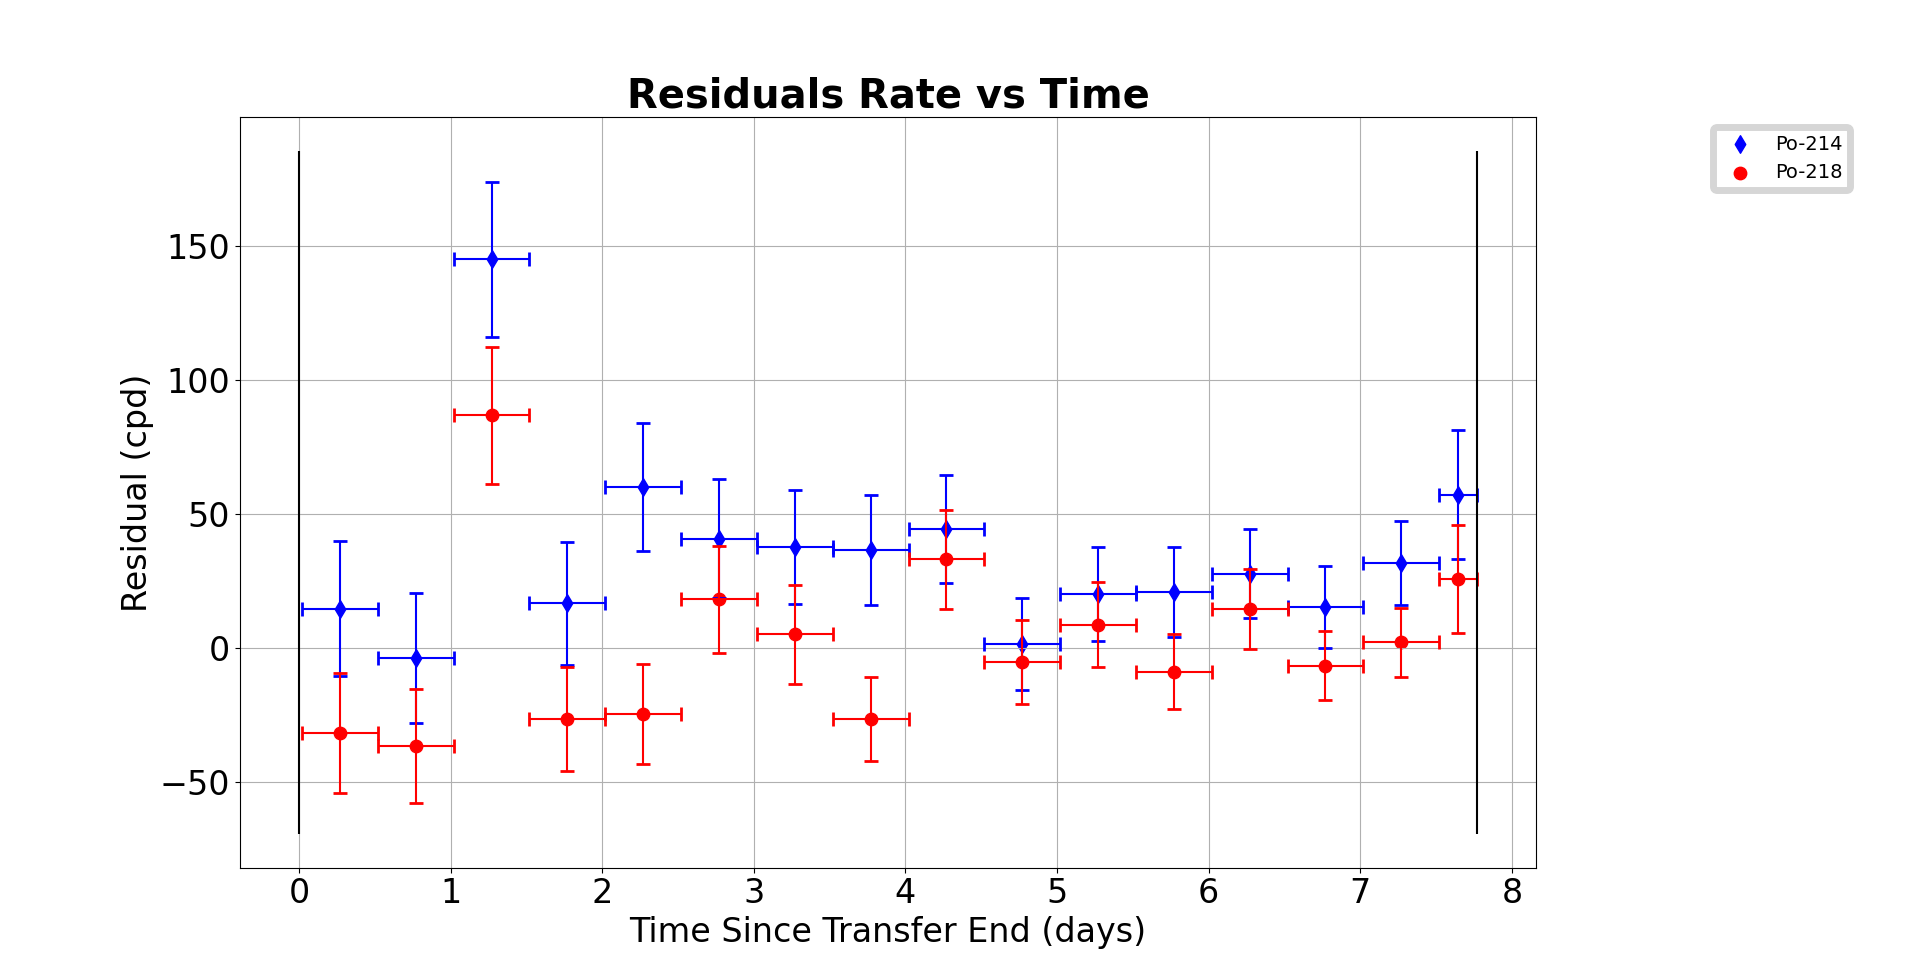 Residuals Rate vs Time
Po-214
Po-218
150
100
50
0
−50
Residual (cpd)
0 1 2 3 4 5 6 7 8
Time Since Transfer End (days)